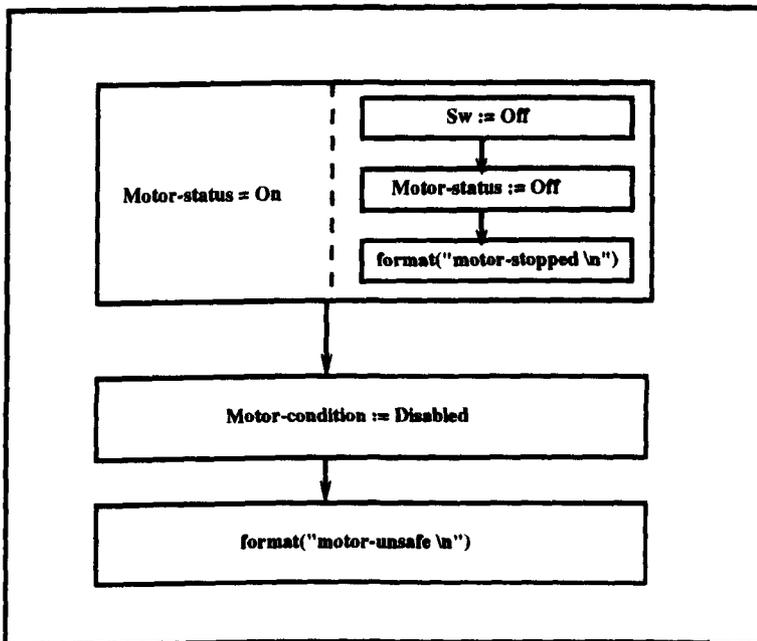 Sw := Off
Motor-status = On
Motor-status := Off
format("motor-stopped \n")
Motor-condition := Disabled
format("motor-unsafe \n")